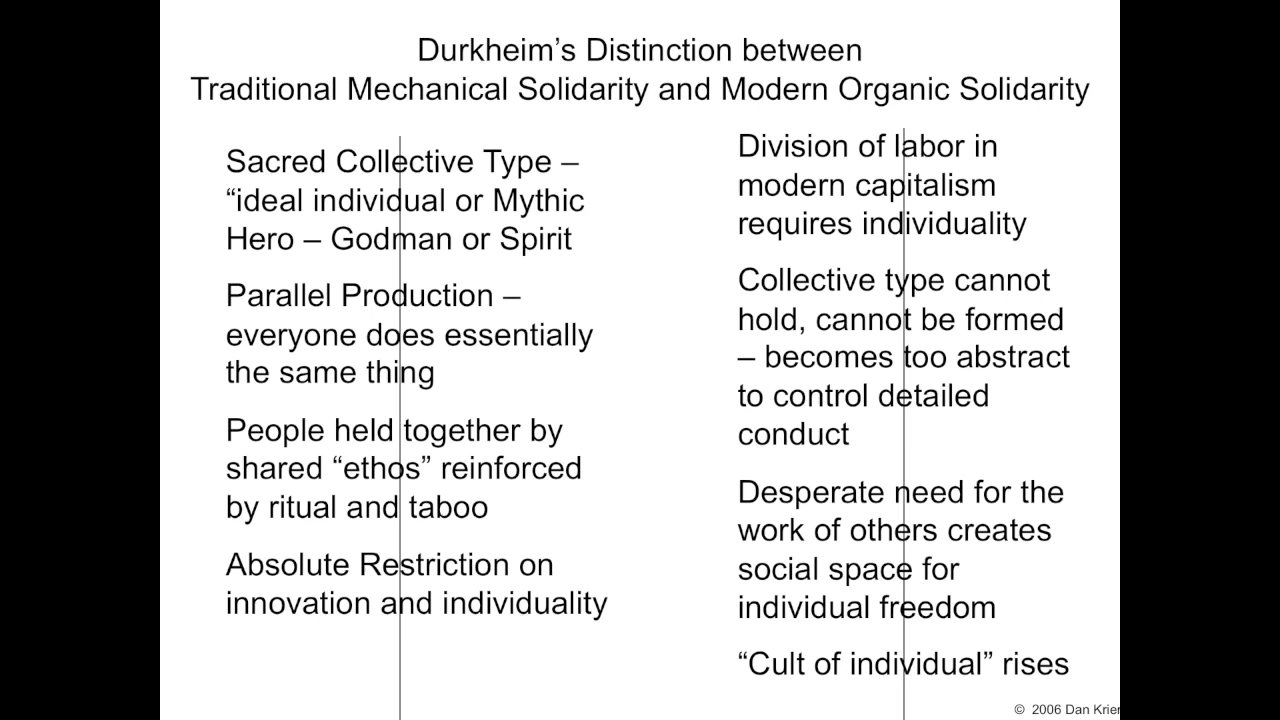 Durkheim’s Distinction between
Traditional Mechanical Solidarity and Modern Organic Solidarity
Sacred Collective Type –
“ideal individual or Mythic
Hero – Godman or Spirit
Parallel Production –
everyone does essentially
the same thing
People held together by
shared “ethos” reinforced
by ritual and taboo
Absolute Restriction on
innovation and individuality
Division of labor in
modern capitalism
requires individuality
Collective type cannot
hold, cannot be formed
– becomes too abstract
to control detailed
conduct
Desperate need for the
work of others creates
social space for
individual freedom
“Cult of individual” rises
© 2006 Dan Krier